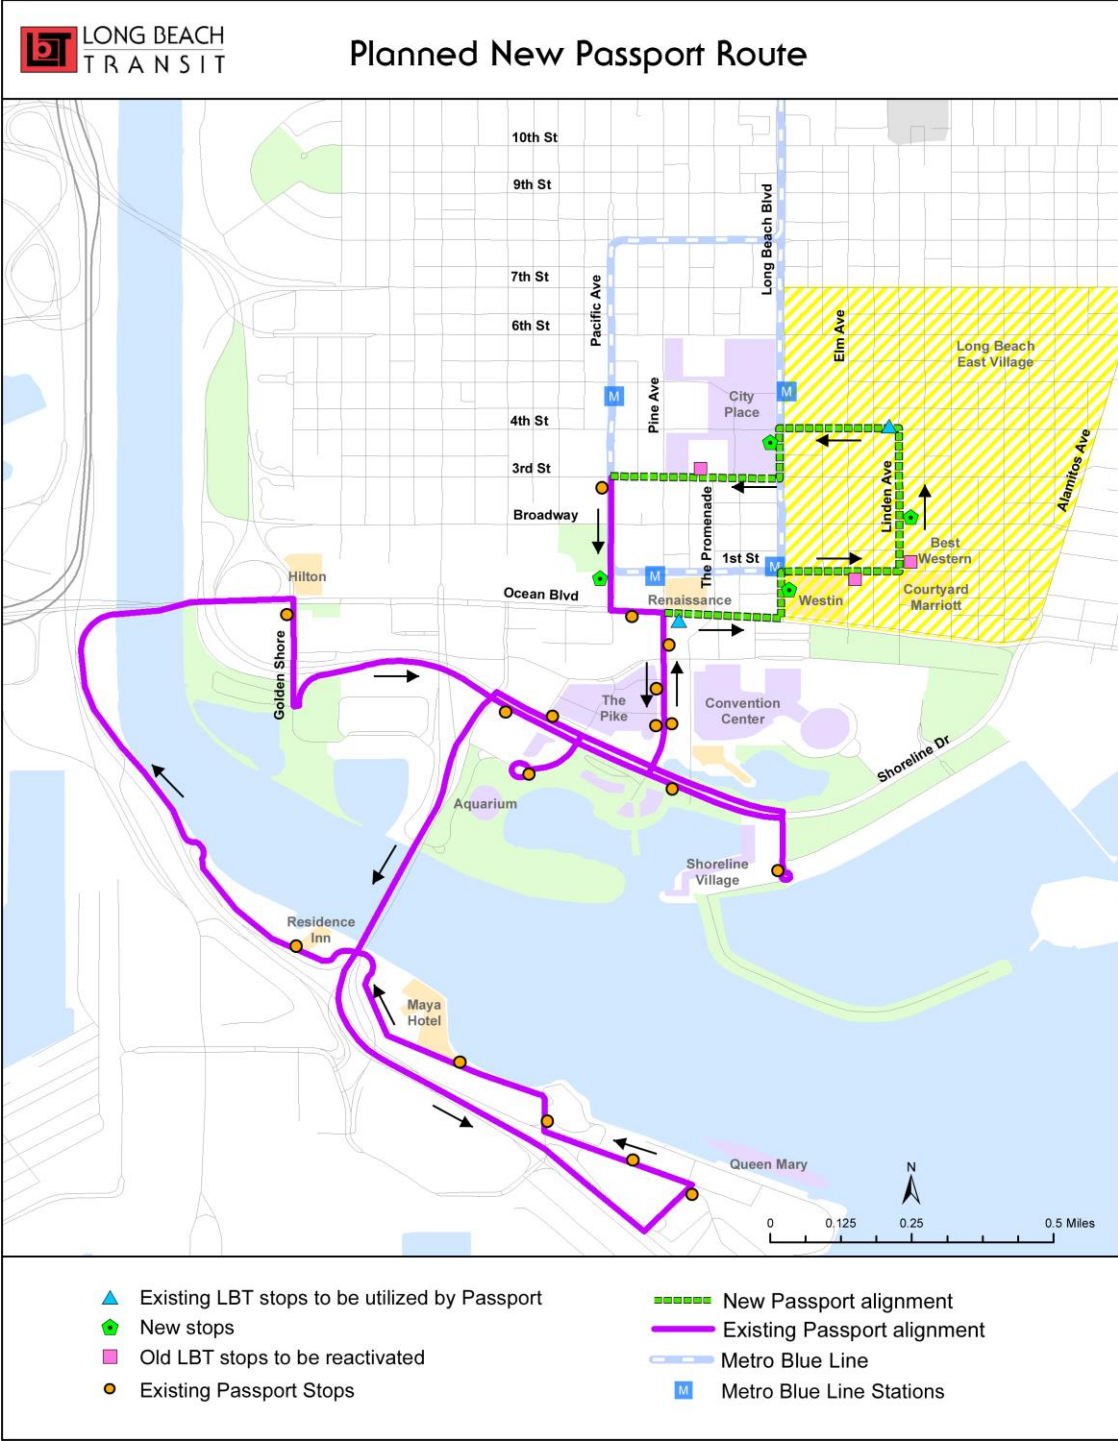 bT LONG BEACH
TRANSIT
Planned New Passport Route
10th St
9th St
Long Beach Blvd
7th St
Pacific Ave
6th St
Elm Ave
Long Beach
East Village
M
M
City
Place
Pine Ave
4th St
Alamitos Ave
3rd St
Linden Ave
The Promenade
Broadway
Best
Western
1st St
M
M
Hilton
Ocean Blvd
Renaissance
Westin
Courtyard
Marriott
Golden Shore
The
Pike
Convention
Center
Shoreline Dr
Aquarium
Shoreline
Village
Residence
Inn
Maya
Hotel
Queen Mary
N
0 0.125 0.25 0.5 Miles
Existing LBT stops to be utilized by Passport
New stops
Old LBT stops to be reactivated
Existing Passport Stops
New Passport alignment
Existing Passport alignment
Metro Blue Line
M Metro Blue Line Stations